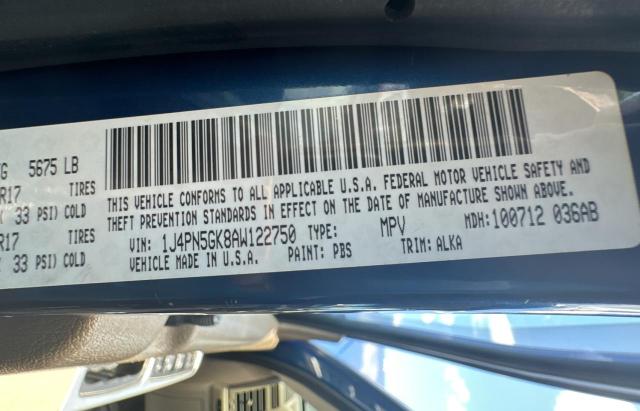 G 5675 LB
R17 TIRES
33 PSI) COLD
R17 TIRES
33 PSI) COLD
THIS VEHICLE CONFORMS TO ALL APPLICABLE U.S.A. FEDERAL MOTOR VEHICLE SAFETY AND
THEFT PREVENTION STANDARDS IN EFFECT ON THE DATE OF MANUFACTURE SHOWN ABOVE.
VIN: 1J4PN5GK8AW122750 TYPE: MPV MDH: 100712 036AB
VEHICLE MADE IN U.S.A. PAINT: PBS TRIM: ALKA